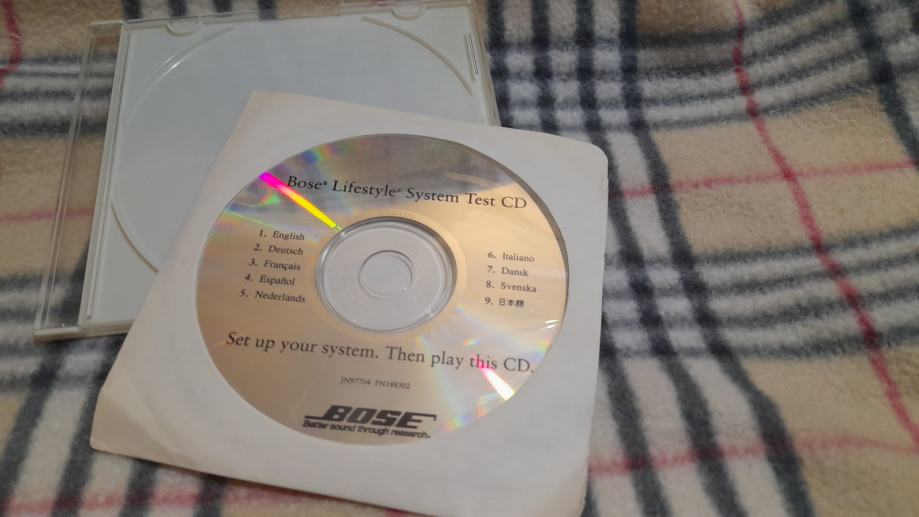 Bose® Lifestyle® System Test CD
1. English
2. Deutsch
3. Français
4. Español
5. Nederlands
6. Italiano
7. Dansk
8. Svenska
9. 日本語
Set up your system. Then play this CD.
JN97704 PN188302
BOSE
Better sound through research®